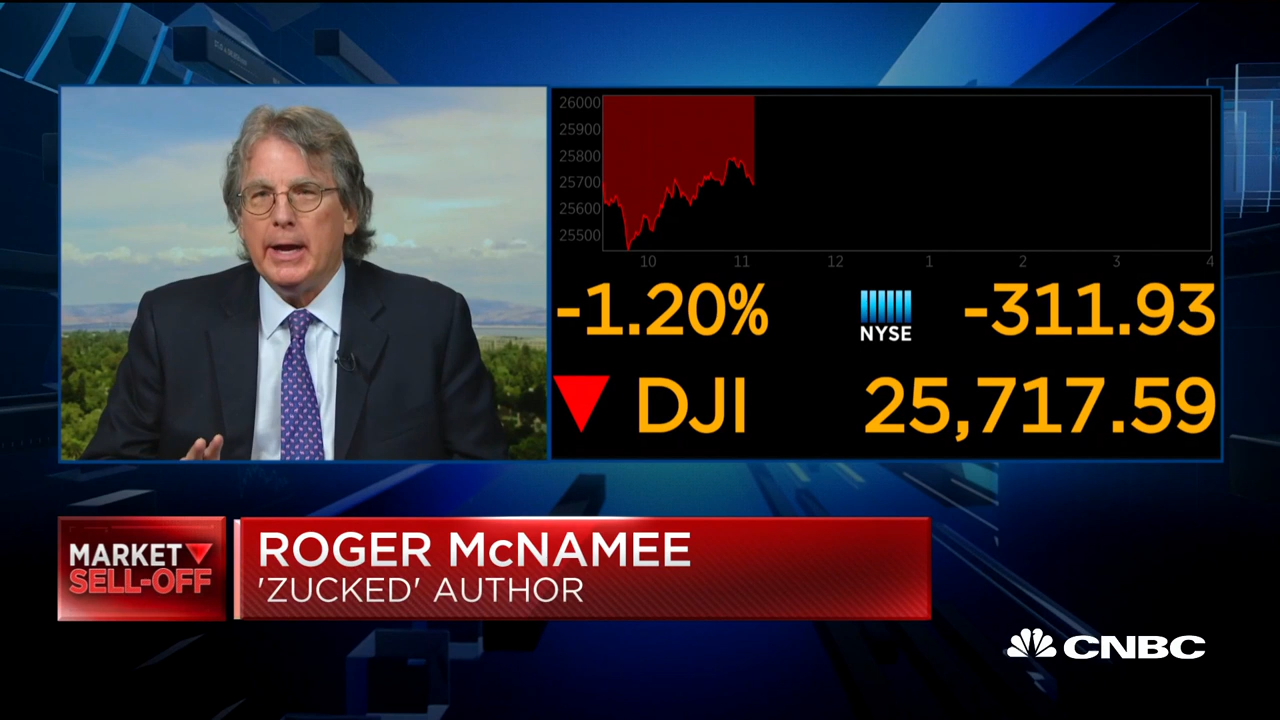 26000
25900
25800
25700
25600
25500
10 11 12 1 2 3 4
-1.20% NYSE -311.93
DJI 25,717.59
MARKET
SELL-OFF
ROGER McNAMEE
'ZUCKED' AUTHOR
CNBC